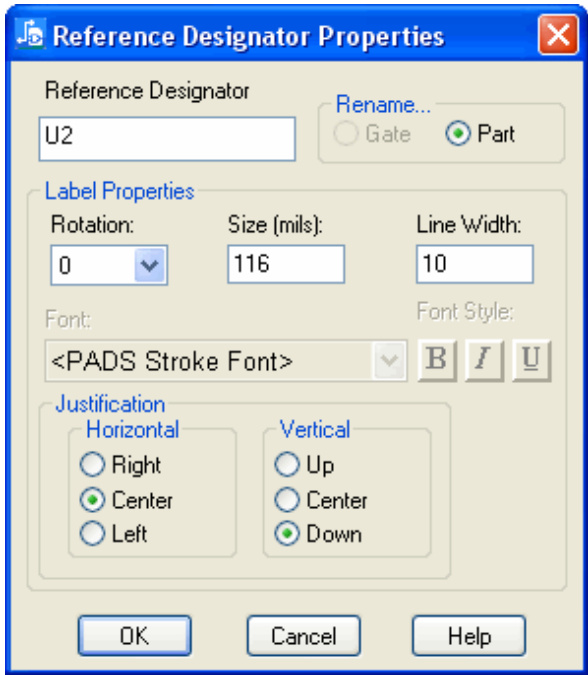 Reference Designator Properties
Reference Designator
U2
Rename...
Gate
Part
Label Properties
Rotation:
Size (mils):
Line Width:
0
116
10
Font:
Font Style:
<PADS Stroke Font>
B
I
U
Justification
Horizontal
Vertical
Right
Up
Center
Center
Left
Down
OK
Cancel
Help